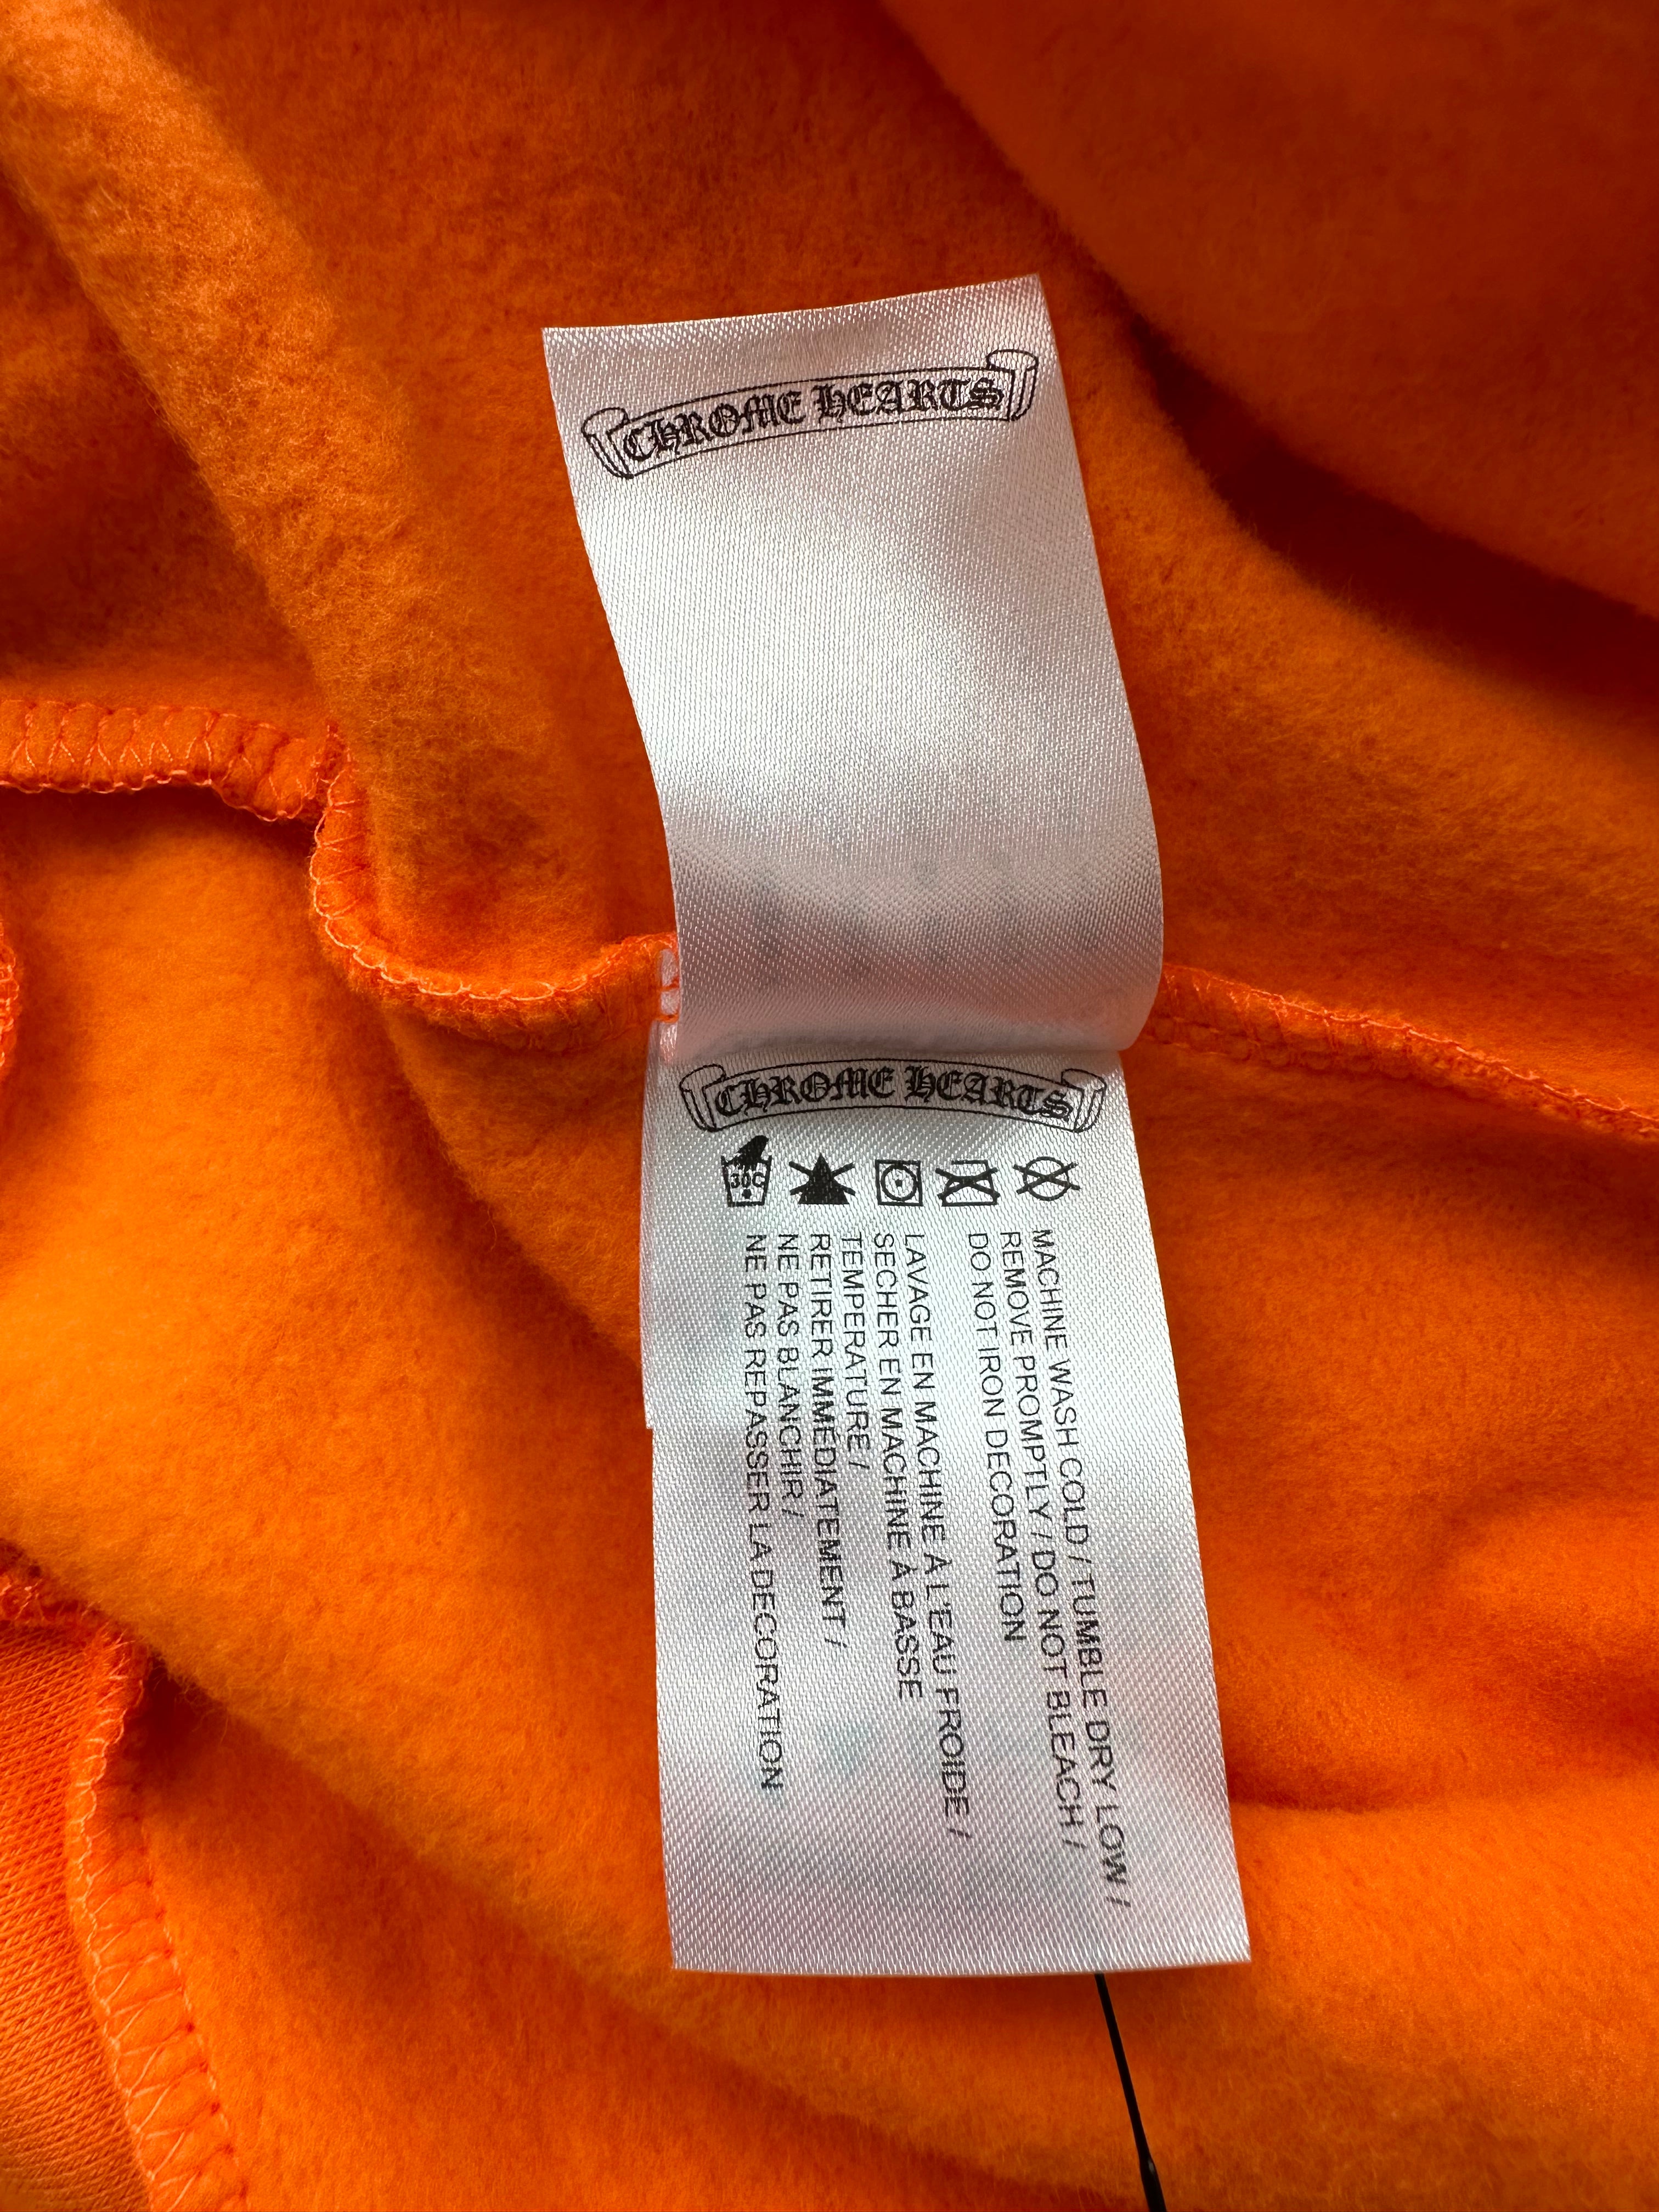 CHROME HEARTS
CHROME HEARTS
30C
MACHINE WASH COLD / TUMBLE DRY LOW /
REMOVE PROMPTLY / DO NOT BLEACH /
DO NOT IRON DECORATION
LAVAGE EN MACHINE À L'EAU FROIDE /
SECHER EN MACHINE À BASSE
TEMPERATURE /
RETIRER IMMÉDIATEMENT /
NE PAS BLANCHIR /
NE PAS REPASSER LA DECORATION